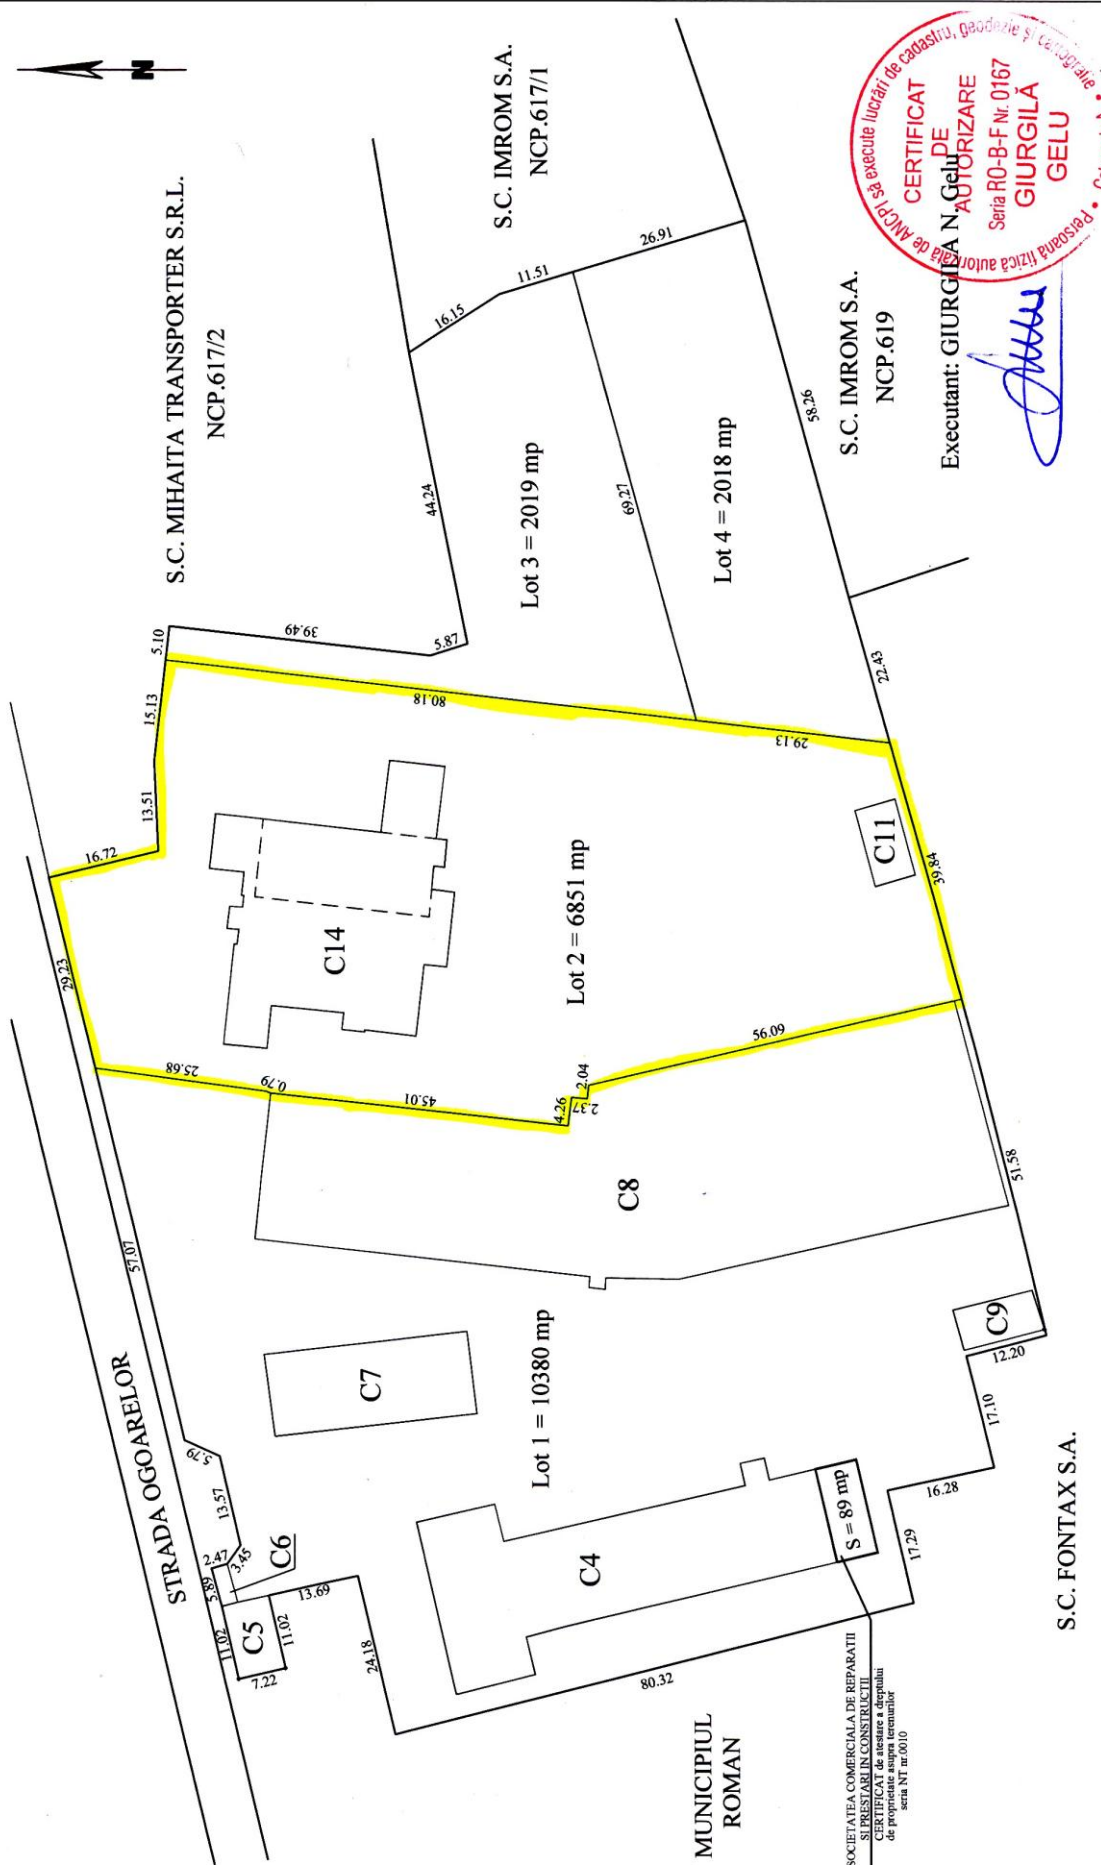 N
S.C. MIHAITA TRANSPORTER S.R.L.
NCP.617/2
S.C. IMROM S.A.
NCP.617/1
S.C. IMROM S.A.
NCP.619
Executant: GIURGILA N. Gelu
Persoană fizică autorizată de ANCPI să execute lucrări de cadastru, geodezie și cartografie
CERTIFICAT
DE
AUTORIZARE
Seria RO-B-F Nr. 0167
GIURGILĂ
GELU
STRADA OGOARELOR
MUNICIPIUL
ROMAN
S.C. FONTAX S.A.
SOCIETATEA COMERCIALA DE REPARATII
SI PRESTARI IN CONSTRUCTII
CERTIFICAT de atestare a dreptului
de proprietate asupra terenurilor
seria NT nr.0010
Lot 1 = 10380 mp
Lot 2 = 6851 mp
Lot 3 = 2019 mp
Lot 4 = 2018 mp
S = 89 mp
C4
C5
C6
C7
C8
C9
C11
C14
7.22
11.02
11.02
5.89
2.47
3.45
13.57
5.79
57.07
29.23
16.72
13.51
15.13
5.10
39.49
5.87
44.24
16.15
11.51
26.91
58.26
69.27
22.43
80.18
29.13
39.84
51.58
25.68
0.79
45.01
4.26
2.37
2.04
56.09
12.20
17.10
16.28
17.29
80.32
24.18
13.69